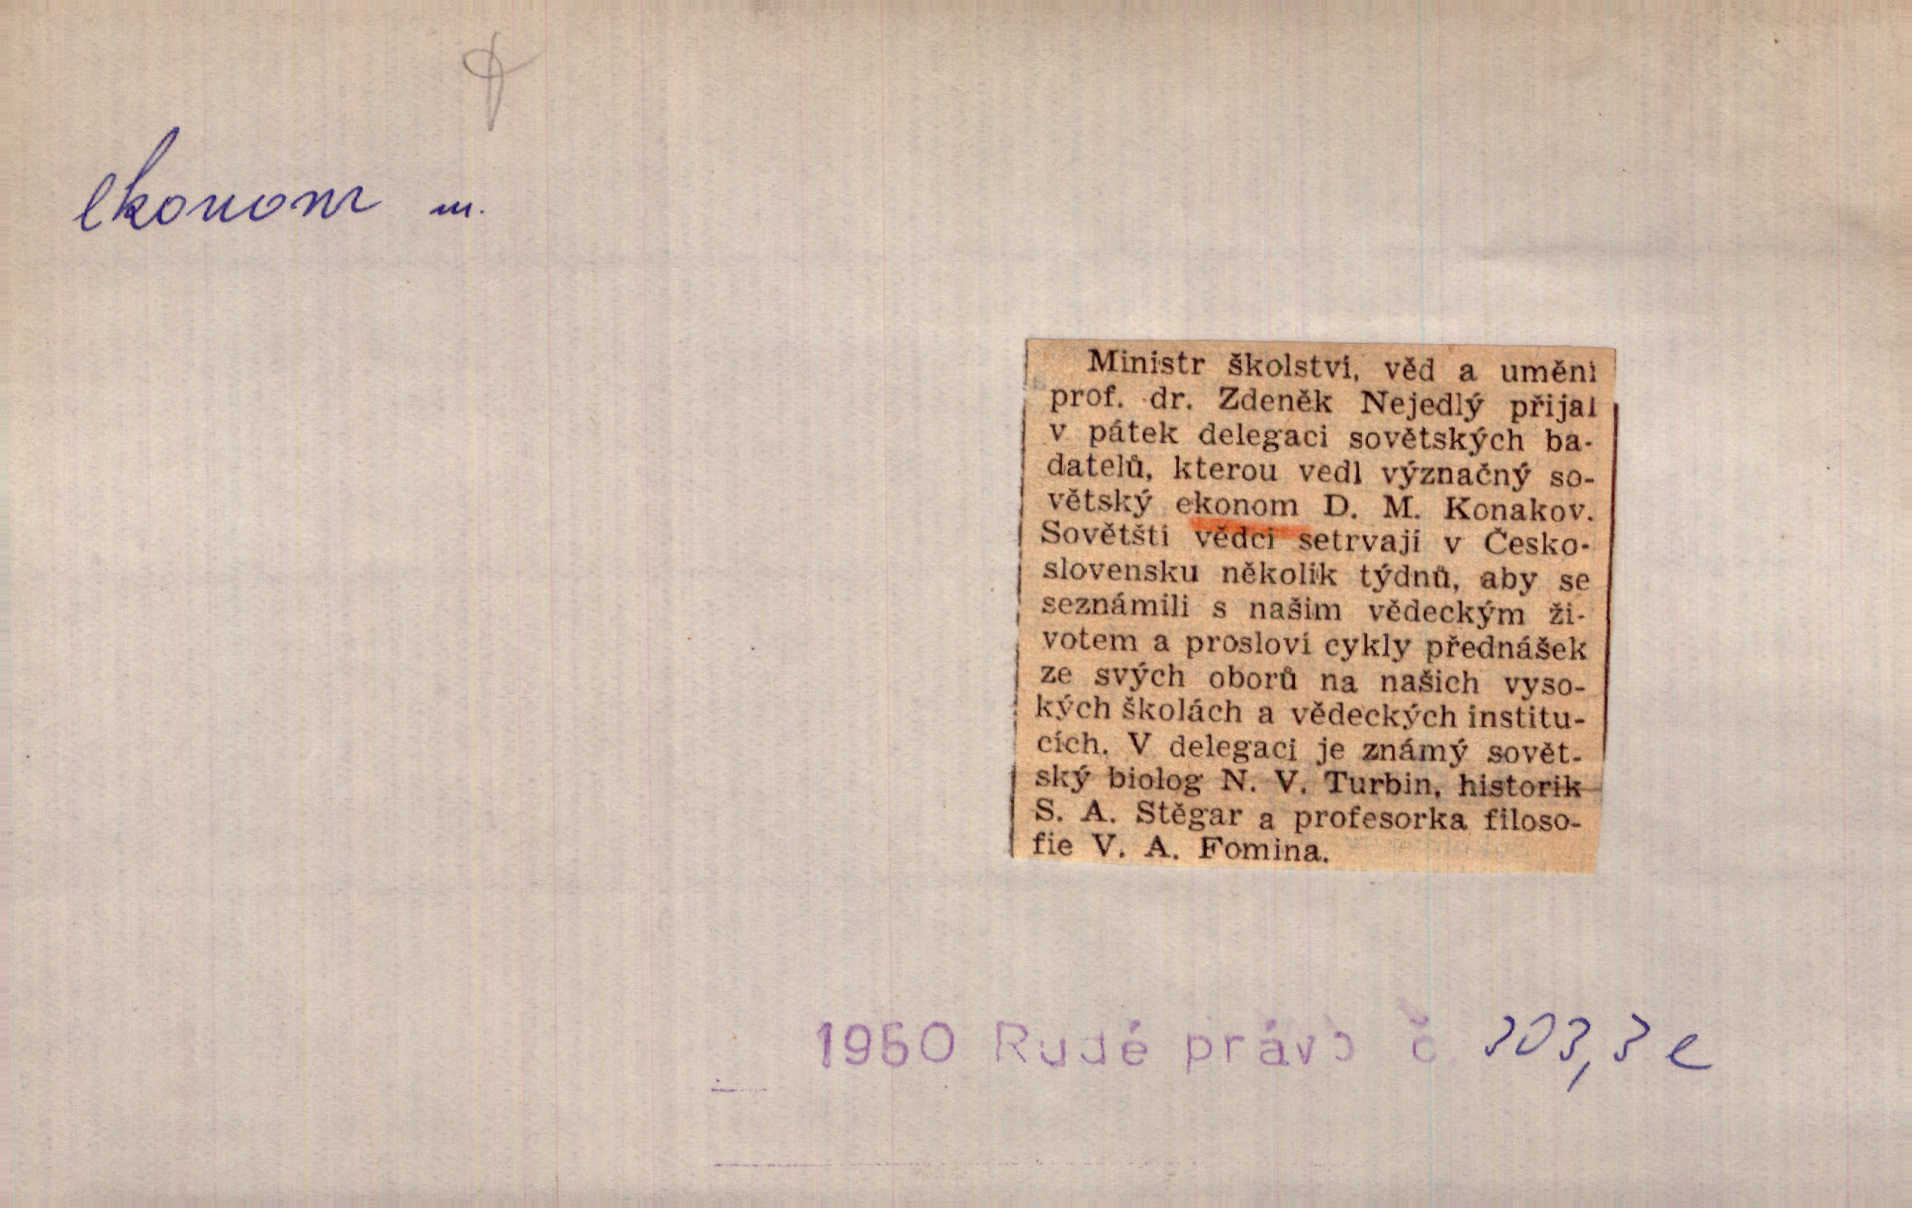 ekonom m.
Ministr školství, věd a umění
prof. dr. Zdeněk Nejedlý přijal
v pátek delegaci sovětských ba-
datelů, kterou vedl význačný so-
větský ekonom D. M. Konakov.
Sovětští vědci setrvají v Česko-
slovensku několik týdnů, aby se
seznámili s naším vědeckým ži-
votem a prosloví cykly přednášek
ze svých oborů na našich vyso-
kých školách a vědeckých institu-
cích. V delegaci je známý sovět-
ský biolog N. V. Turbin, historik
S. A. Stěgar a profesorka filoso-
fie V. A. Fomina.
1950 Rudé právo č 303,3 e